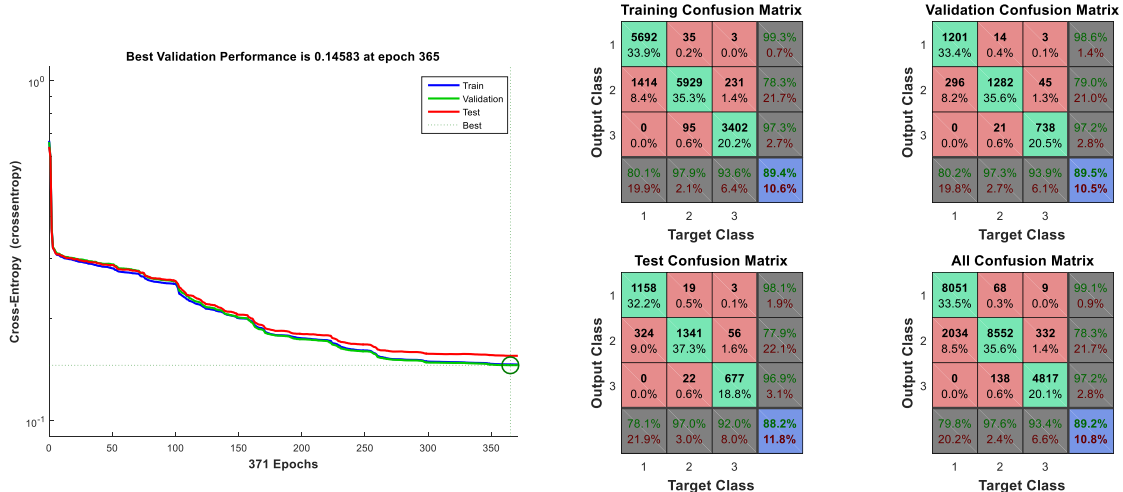 Best Validation Performance is 0.14583 at epoch 365
Cross-Entropy (crossentropy)
10^0
10^-1
Train
Validation
Test
Best
0 50 100 150 200 250 300 350
371 Epochs
Training Confusion Matrix
Output Class
1
5692 35 3 99.3%
33.9% 0.2% 0.0% 0.7%
2
1414 5929 231 78.3%
8.4% 35.3% 1.4% 21.7%
3
0 95 3402 97.3%
0.0% 0.6% 20.2% 2.7%
80.1% 97.9% 93.6% 89.4%
19.9% 2.1% 6.4% 10.6%
1 2 3
Target Class
Validation Confusion Matrix
Output Class
1
1201 14 3 98.6%
33.4% 0.4% 0.1% 1.4%
2
296 1282 45 79.0%
8.2% 35.6% 1.3% 21.0%
3
0 21 738 97.2%
0.0% 0.6% 20.5% 2.8%
80.2% 97.3% 93.9% 89.5%
19.8% 2.7% 6.1% 10.5%
1 2 3
Target Class
Test Confusion Matrix
Output Class
1
1158 19 3 98.1%
32.2% 0.5% 0.1% 1.9%
2
324 1341 56 77.9%
9.0% 37.3% 1.6% 22.1%
3
0 22 677 96.9%
0.0% 0.6% 18.8% 3.1%
78.1% 97.0% 92.0% 88.2%
21.9% 3.0% 8.0% 11.8%
1 2 3
Target Class
All Confusion Matrix
Output Class
1
8051 68 9 99.1%
33.5% 0.3% 0.0% 0.9%
2
2034 8552 332 78.3%
8.5% 35.6% 1.4% 21.7%
3
0 138 4817 97.2%
0.0% 0.6% 20.1% 2.8%
79.8% 97.6% 93.4% 89.2%
20.2% 2.4% 6.6% 10.8%
1 2 3
Target Class